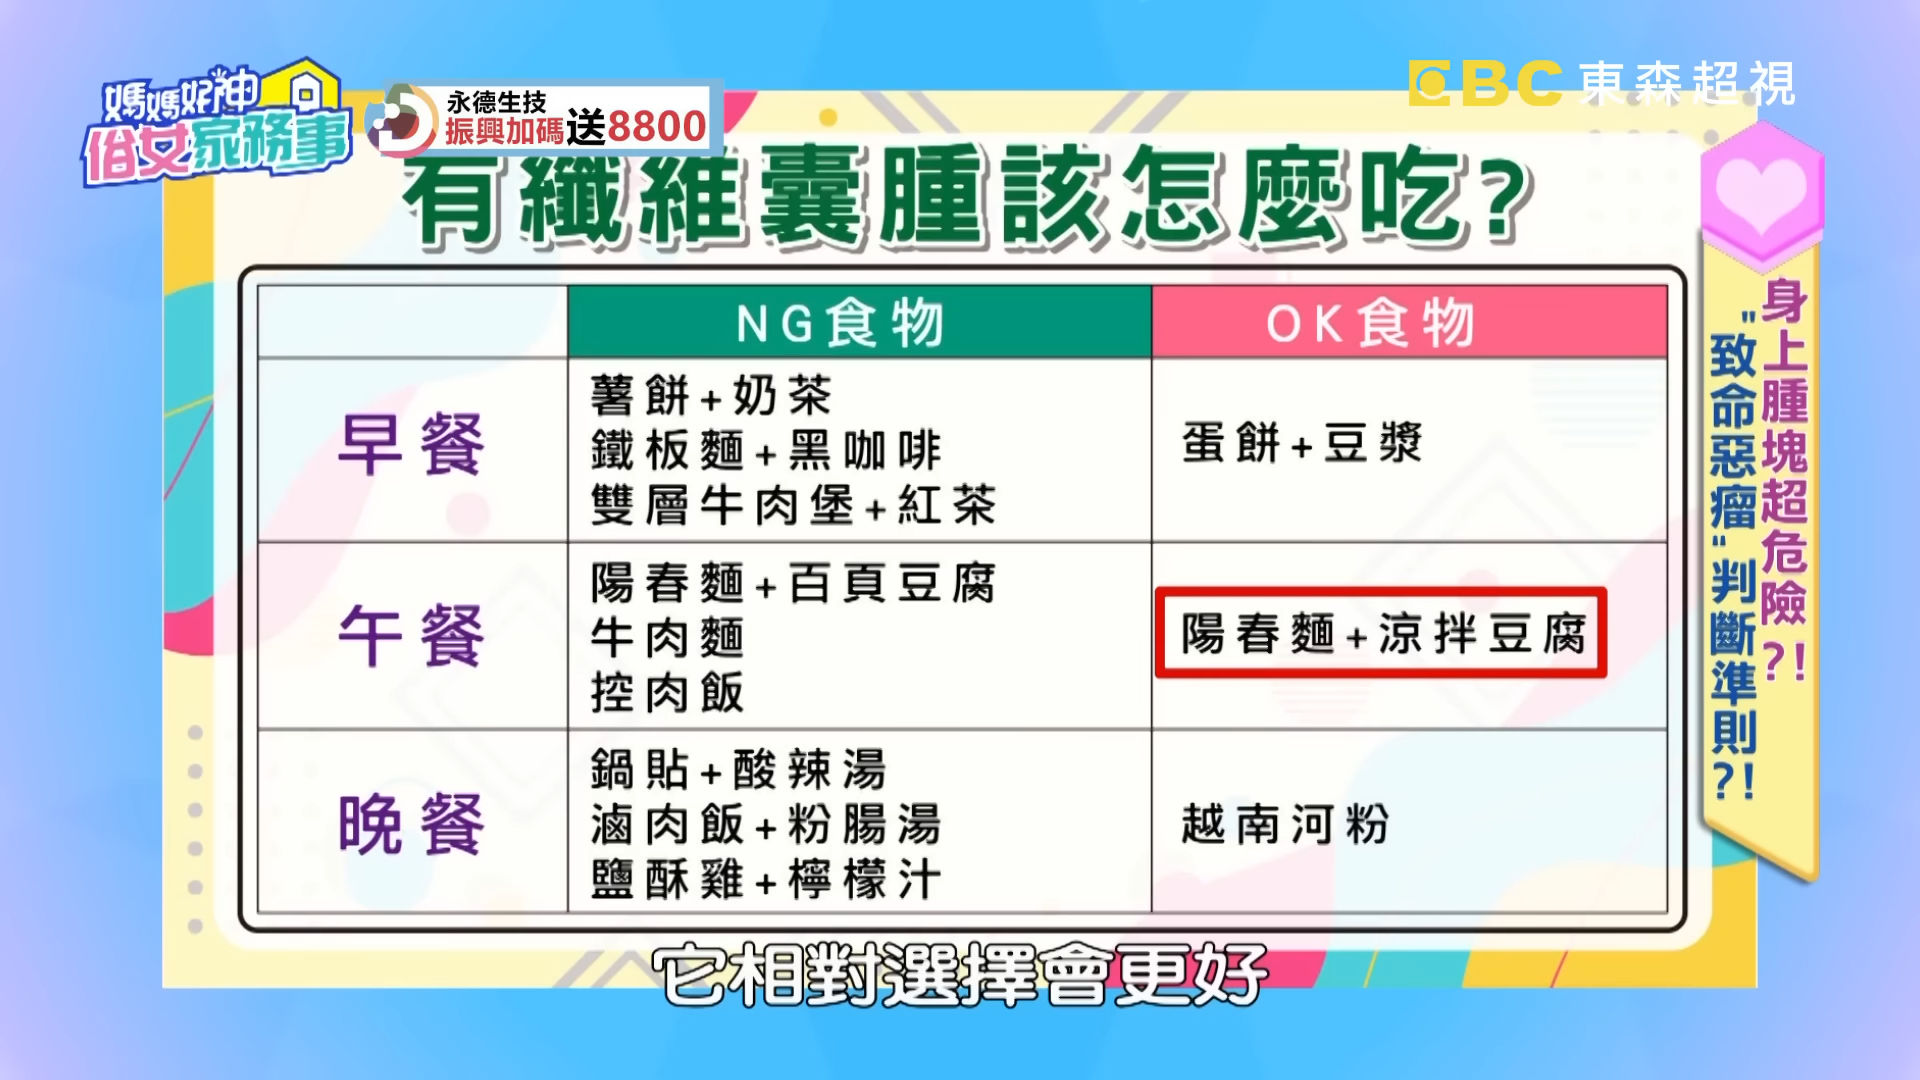 媽媽好神
俗女家務事
永德生技
振興加碼送8800
EBC 東森超視
有纖維囊腫該怎麼吃?
NG食物
OK食物
早餐
薯餅+奶茶
鐵板麵+黑咖啡
雙層牛肉堡+紅茶
蛋餅+豆漿
午餐
陽春麵+百頁豆腐
牛肉麵
控肉飯
陽春麵+涼拌豆腐
晚餐
鍋貼+酸辣湯
滷肉飯+粉腸湯
鹽酥雞+檸檬汁
越南河粉
身上腫塊超危險?!
"致命惡瘤"判斷準則?!
它相對選擇會更好